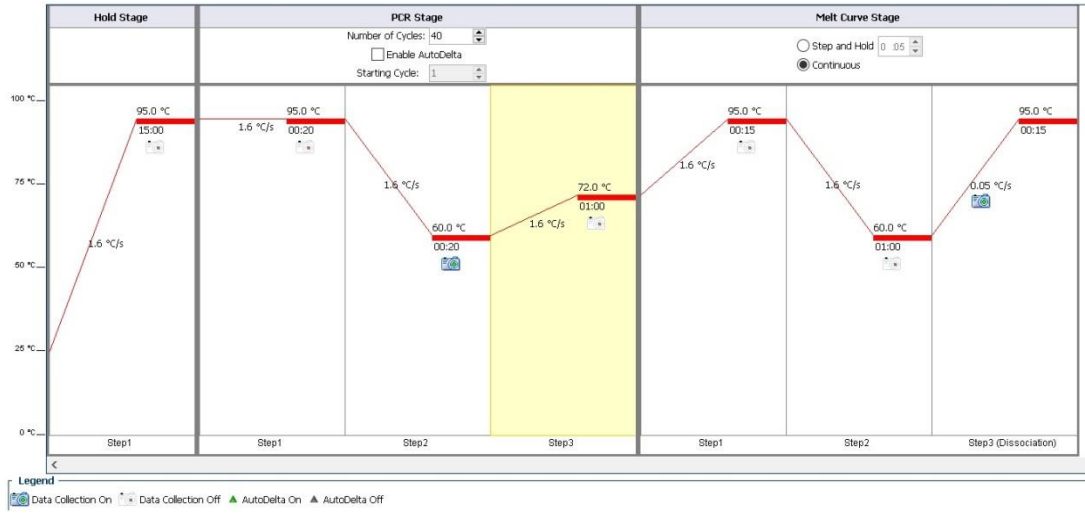 Hold Stage PCR Stage Melt Curve Stage
Number of Cycles: 40
Enable AutoDelta
Starting Cycle: 1
Step and Hold 0 :05
Continuous
100 °C
75 °C
50 °C
25 °C
0 °C
1.6 °C/s
95.0 °C
15:00
Step1
1.6 °C/s
95.0 °C
00:20
Step1
1.6 °C/s
60.0 °C
00:20
Step2
1.6 °C/s
72.0 °C
01:00
Step3
1.6 °C/s
95.0 °C
00:15
Step1
1.6 °C/s
60.0 °C
01:00
Step2
0.05 °C/s
95.0 °C
00:15
Step3 (Dissociation)
<
Legend
Data Collection On Data Collection Off AutoDelta On AutoDelta Off